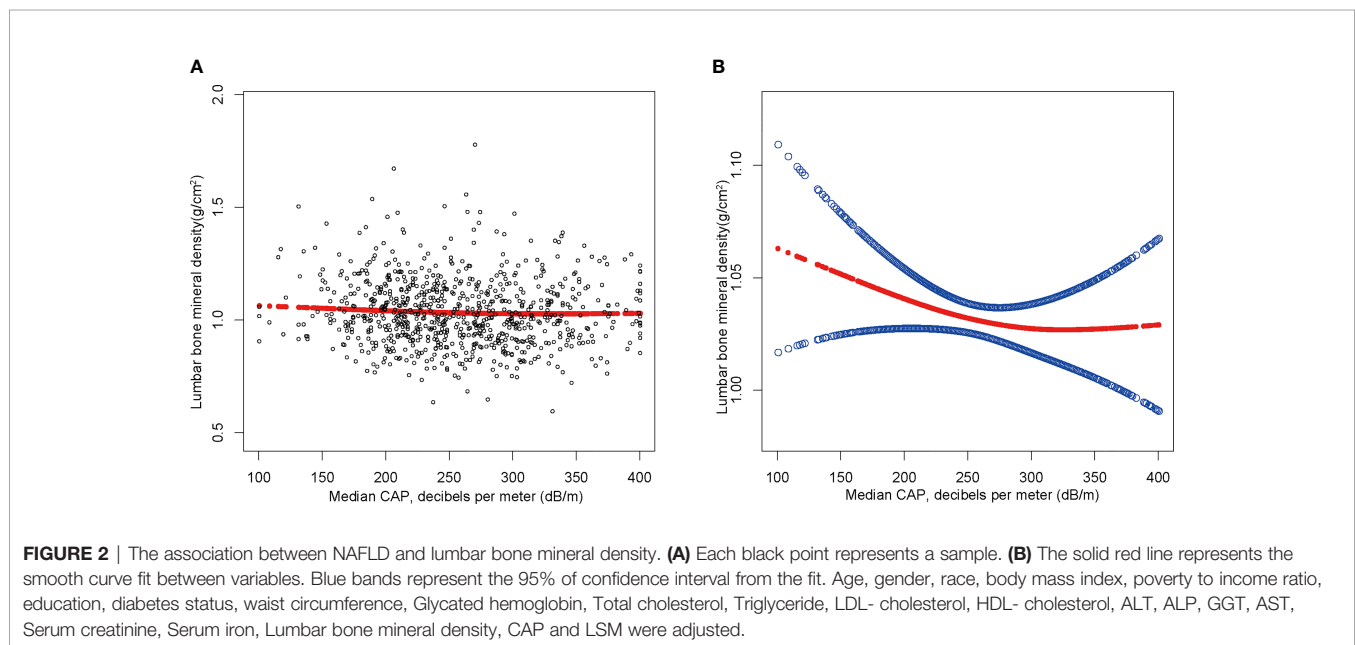 A
B
2.0
1.5
1.0
0.5
Lumbar bone mineral density(g/cm²)
100 150 200 250 300 350 400
Median CAP, decibels per meter (dB/m)
1.10
1.05
1.00
Lumbar bone mineral density(g/cm²)
100 150 200 250 300 350 400
Median CAP, decibels per meter (dB/m)
FIGURE 2 | The association between NAFLD and lumbar bone mineral density. (A) Each black point represents a sample. (B) The solid red line represents the
smooth curve fit between variables. Blue bands represent the 95% of confidence interval from the fit. Age, gender, race, body mass index, poverty to income ratio,
education, diabetes status, waist circumference, Glycated hemoglobin, Total cholesterol, Triglyceride, LDL- cholesterol, HDL- cholesterol, ALT, ALP, GGT, AST,
Serum creatinine, Serum iron, Lumbar bone mineral density, CAP and LSM were adjusted.